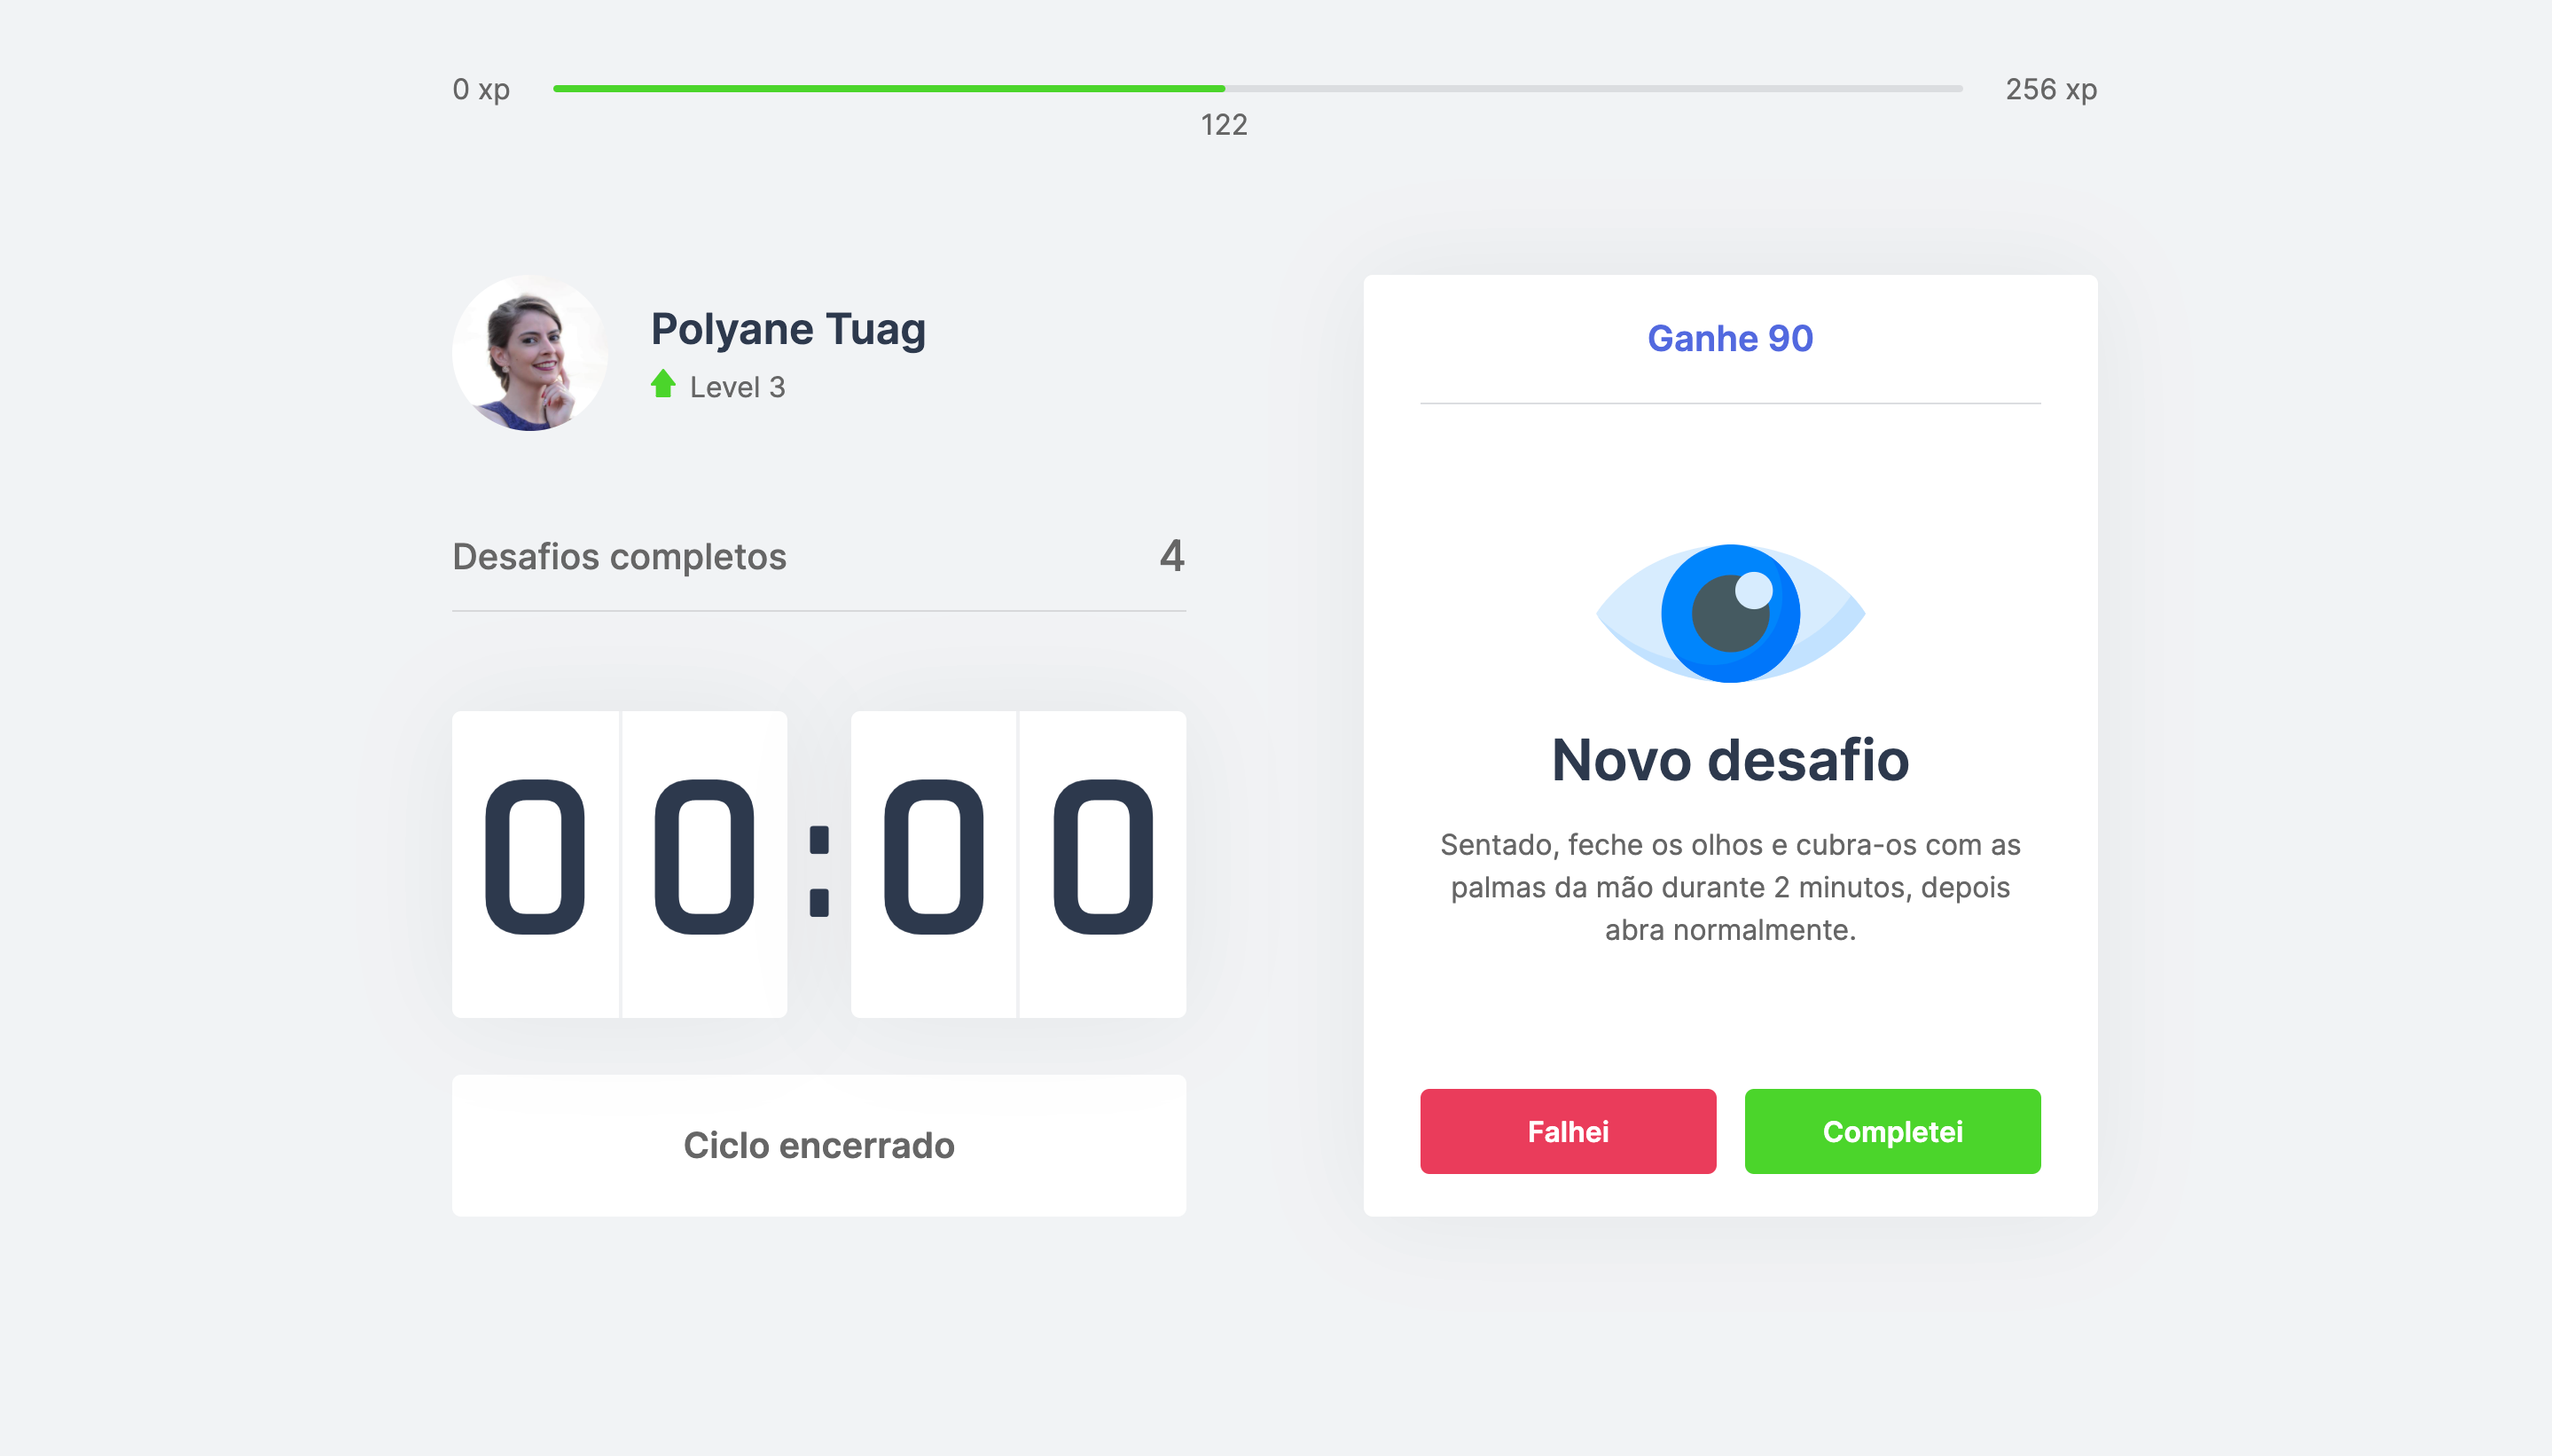 0 xp
256 xp
122
Polyane Tuag
Level 3
Desafios completos
4
00:00
Ciclo encerrado
Ganhe 90
Novo desafio
Sentado, feche os olhos e cubra-os com as
palmas da mão durante 2 minutos, depois
abra normalmente.
Falhei
Completei